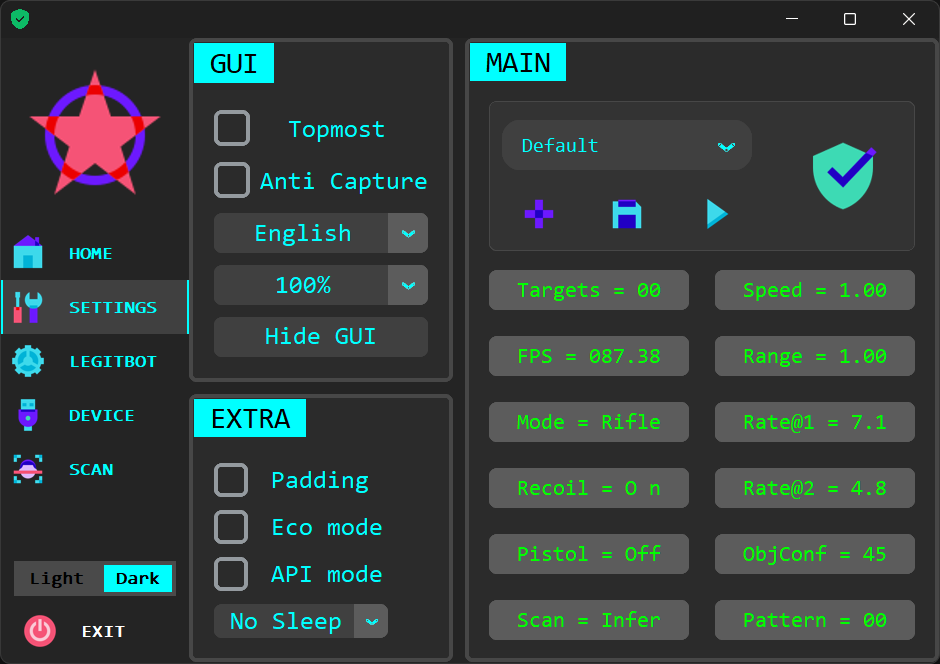 HOME
SETTINGS
LEGITBOT
DEVICE
SCAN
Light Dark
EXIT
GUI
Topmost
Anti Capture
English
100%
Hide GUI
EXTRA
Padding
Eco mode
API mode
No Sleep
MAIN
Default
Targets = 00
Speed = 1.00
FPS = 087.38
Range = 1.00
Mode = Rifle
Rate@1 = 7.1
Recoil = O n
Rate@2 = 4.8
Pistol = Off
ObjConf = 45
Scan = Infer
Pattern = 00